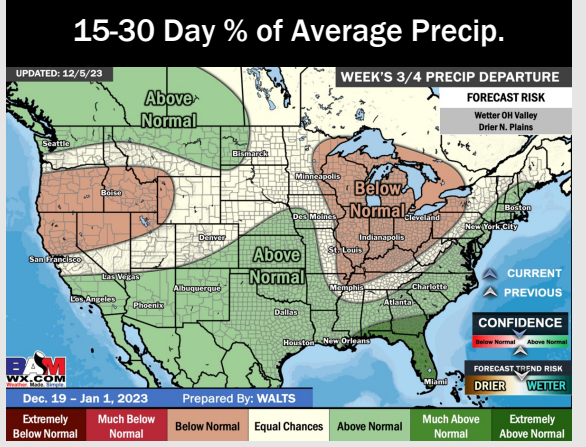 15-30 Day % of Average Precip.
UPDATED: 12/5/23
WEEK'S 3/4 PRECIP DEPARTURE
FORECAST RISK
Wetter OH Valley
Drier N. Plains
Above
Normal
Seattle
Bismarck
Minneapolis
Boise
Below
Normal
Boston
Des Moines
Cleveland
New York City
Denver
Indianapolis
Above
Normal
St. Louis
San Francisco
Las Vegas
CURRENT
Albuquerque
Memphis
Charlotte
PREVIOUS
Los Angeles
Phoenix
Atlanta
Dallas
CONFIDENCE
Houston
New Orleans
Below Normal
Above Normal
BAM
WX.COM
Weather. Made. Simple.
FORECAST TREND RISK
Miami
DRIER
WETTER
Dec. 19 – Jan 1, 2023
Prepared By: WALTS
Extremely
Below Normal
Much Below
Normal
Below Normal
Equal Chances
Above Normal
Much Above
Normal
Extremely
Above Normal